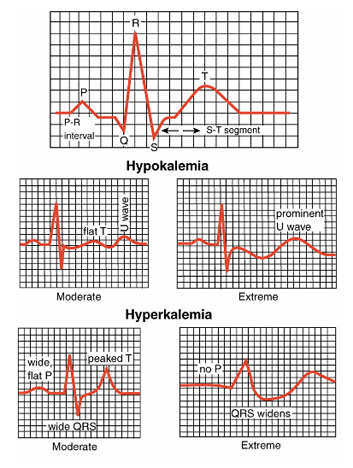 R
P
T
P-R
interval
S-T segment
Q
S
Hypokalemia
flat T
U wave
prominent
U wave
Moderate
Extreme
Hyperkalemia
wide,
flat P
peaked T
wide QRS
no P
QRS widens
Moderate
Extreme